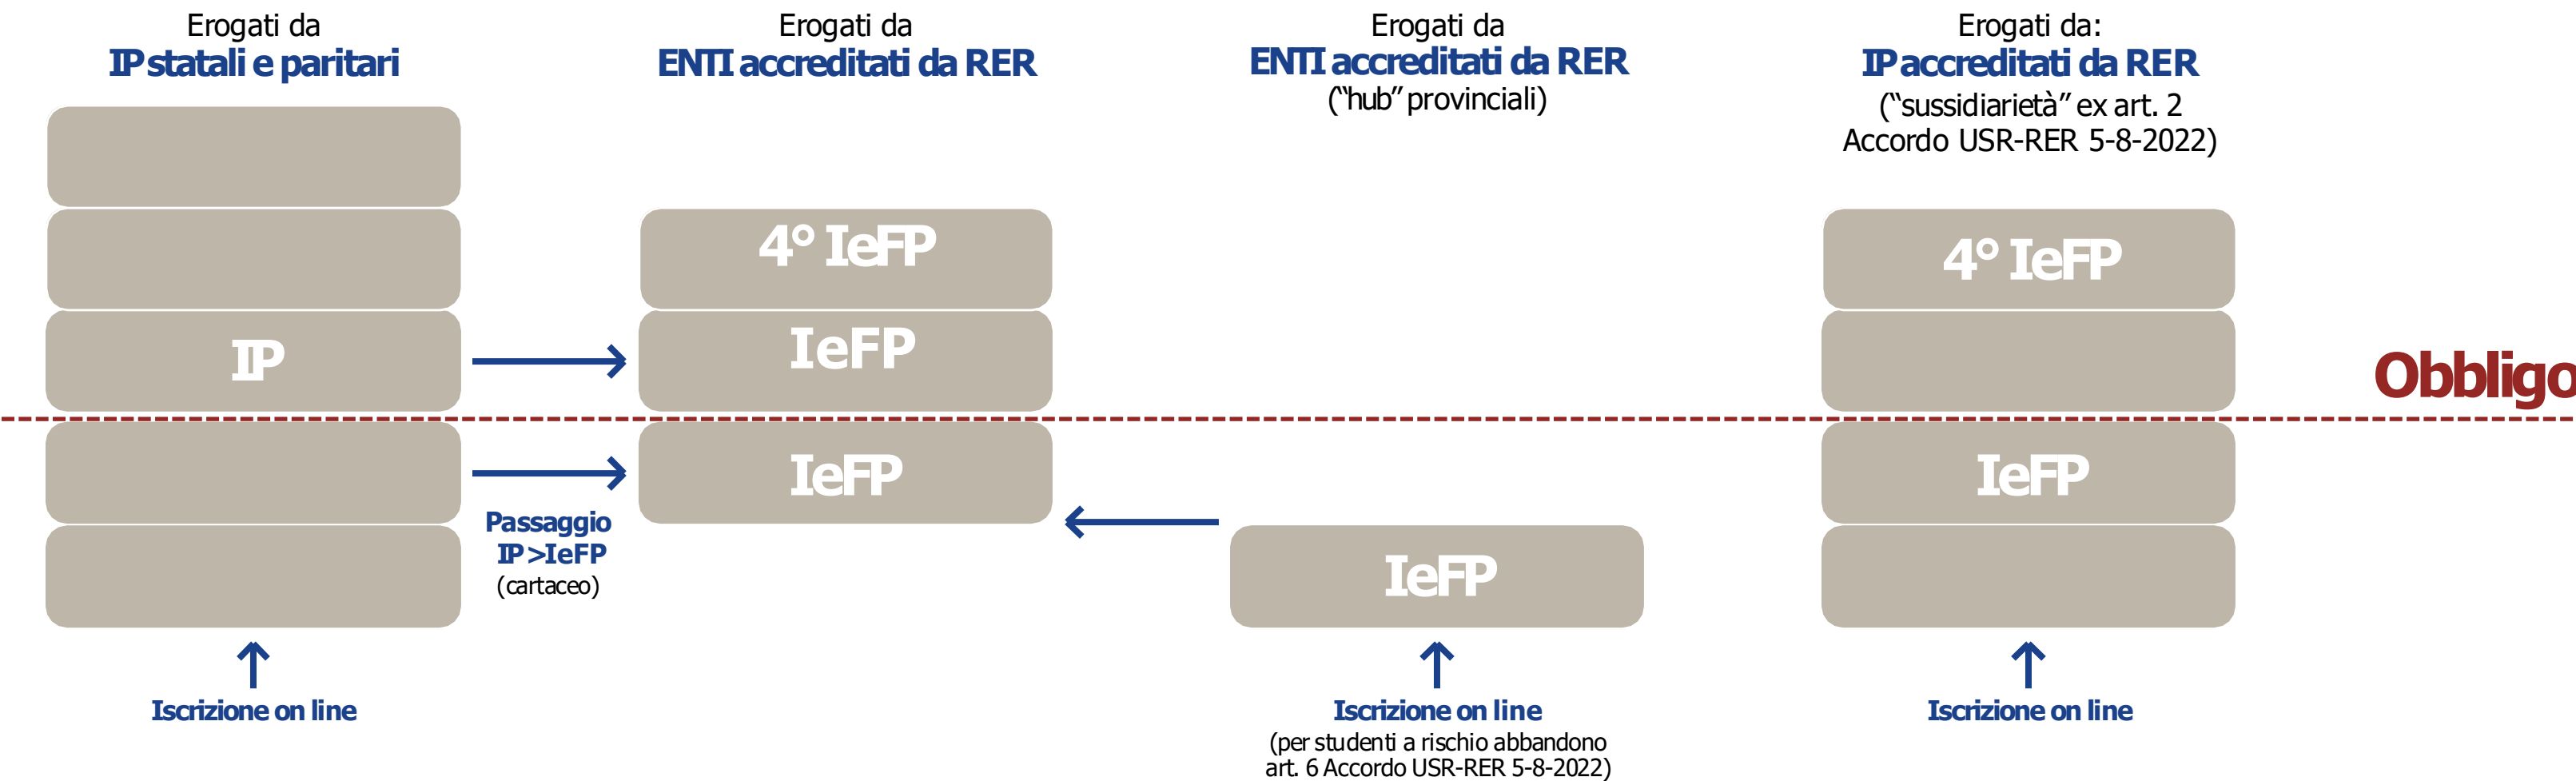 Erogati da
IP statali e paritari
Erogati da
ENTI accreditati da RER
Erogati da
ENTI accreditati da RER
("hub" provinciali)
Erogati da:
IP accreditati da RER
("sussidiarietà" ex art. 2
Accordo USR-RER 5-8-2022)
4° IeFP
4° IeFP
IP
IeFP
Obbligo
IeFP
IeFP
Passaggio
IP>IeFP
(cartaceo)
IeFP
Iscrizione on line
Iscrizione on line
(per studenti a rischio abbandono
art. 6 Accordo USR-RER 5-8-2022)
Iscrizione on line